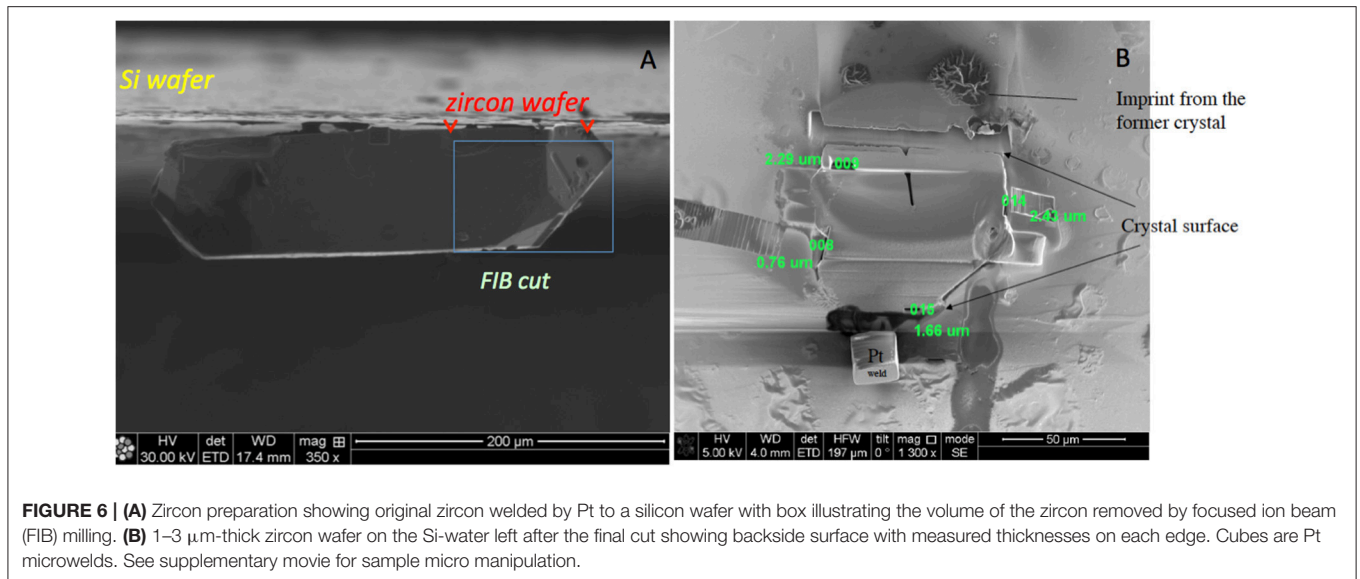 A
Si wafer
zircon wafer
FIB cut
HV det WD mag ⊞
30.00 kV ETD 17.4 mm 350 x
200 µm
B
Imprint from the
former crystal
2.29 um
005
014
2.43 um
Crystal surface
008
0.76 um
015
1.66 um
Pt
weld
HV WD det HFW tilt mag □ mode
5.00 kV 4.0 mm ETD 197 µm 0 ° 1 300 x SE
50 µm
FIGURE 6 | (A) Zircon preparation showing original zircon welded by Pt to a silicon wafer with box illustrating the volume of the zircon removed by focused ion beam
(FIB) milling. (B) 1–3 µm-thick zircon wafer on the Si-water left after the final cut showing backside surface with measured thicknesses on each edge. Cubes are Pt
microwelds. See supplementary movie for sample micro manipulation.